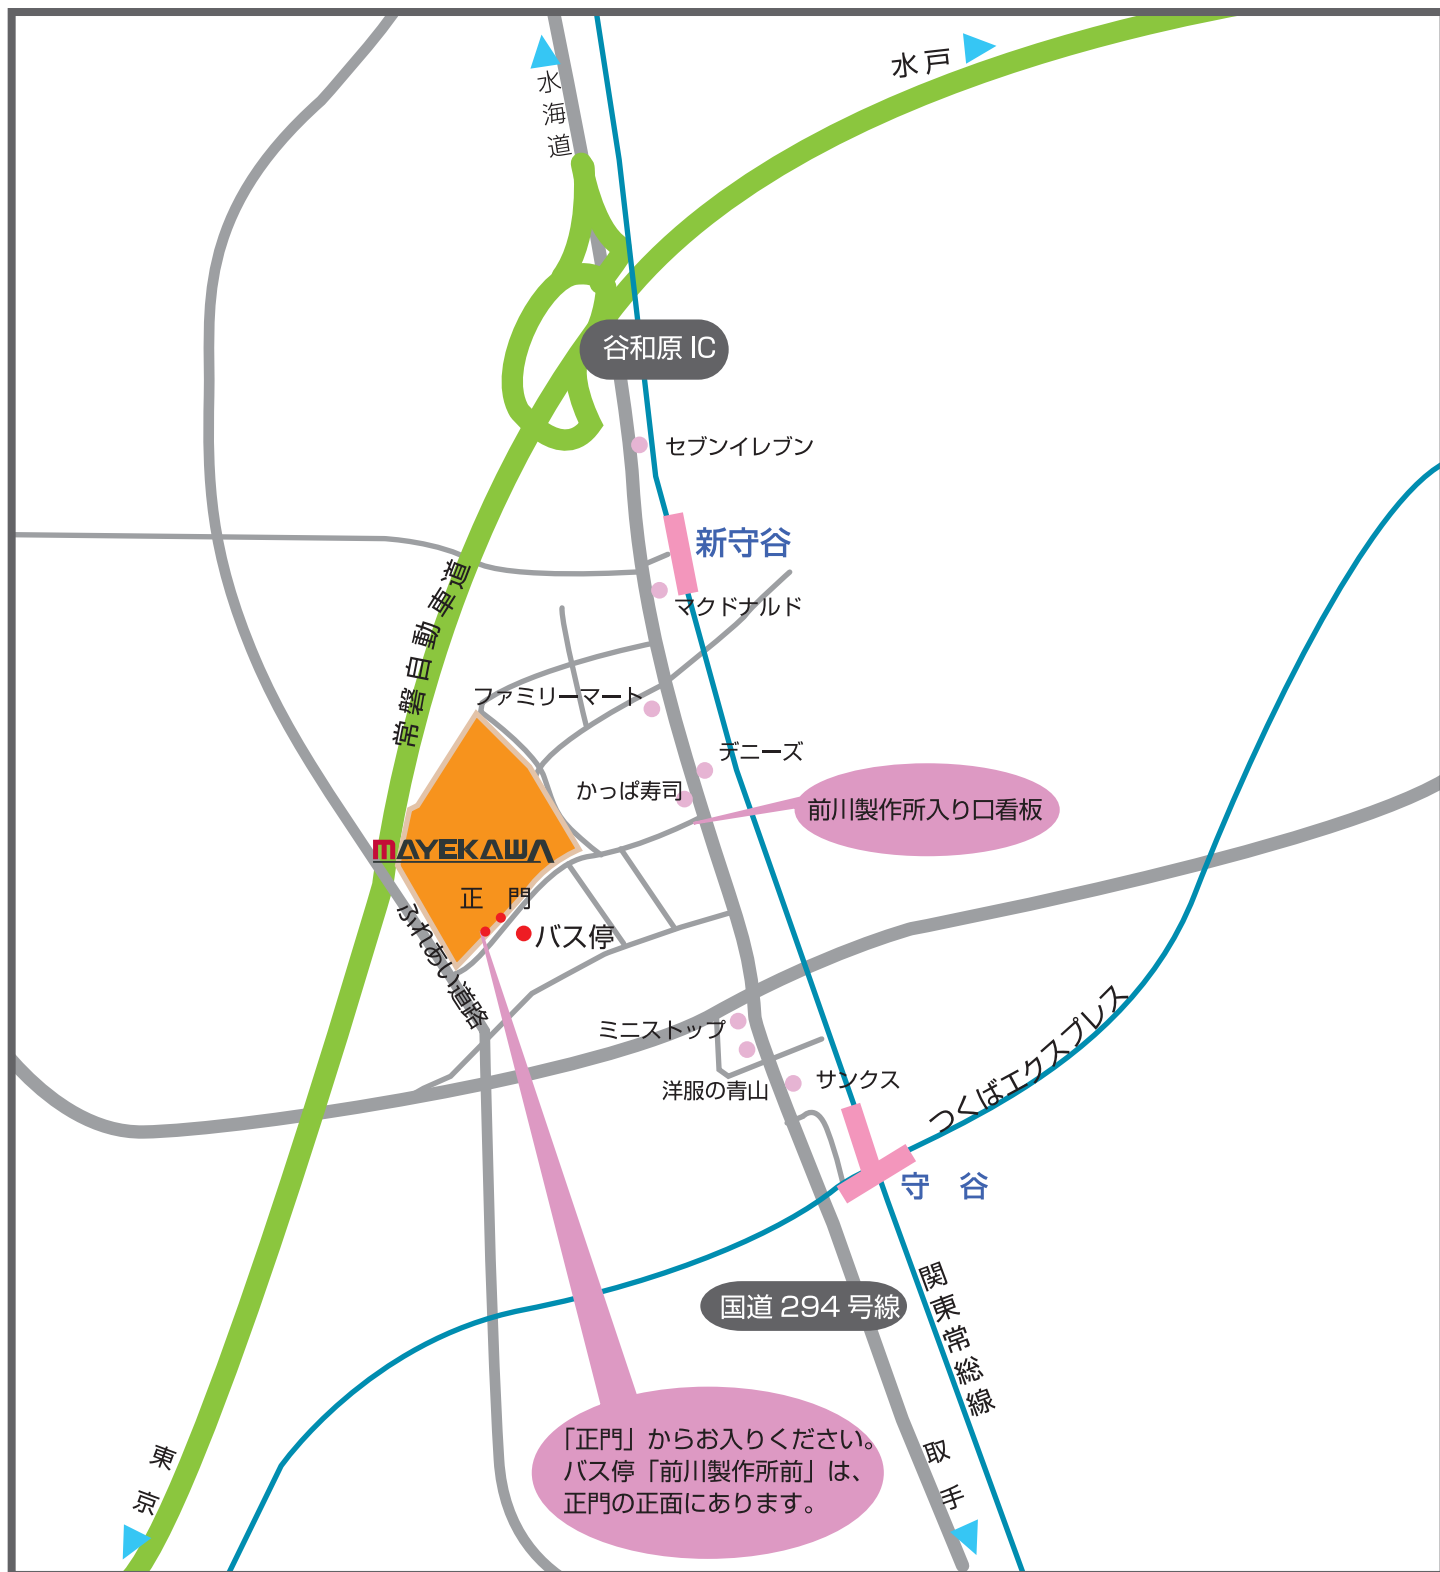 水戸
水海道
谷和原 IC
セブンイレブン
新守谷
常磐自動車道
マクドナルド
ファミリーマート
デニーズ
かっぱ寿司
前川製作所入り口看板
MAYEKAWA
正 門
バス停
ふれあい道路
ミニストップ
洋服の青山
サンクス
つくばエクスプレス
守 谷
関東常総線
国道 294 号線
取 手
東 京
「正門」からお入りください。
バス停「前川製作所前」は、
正門の正面にあります。